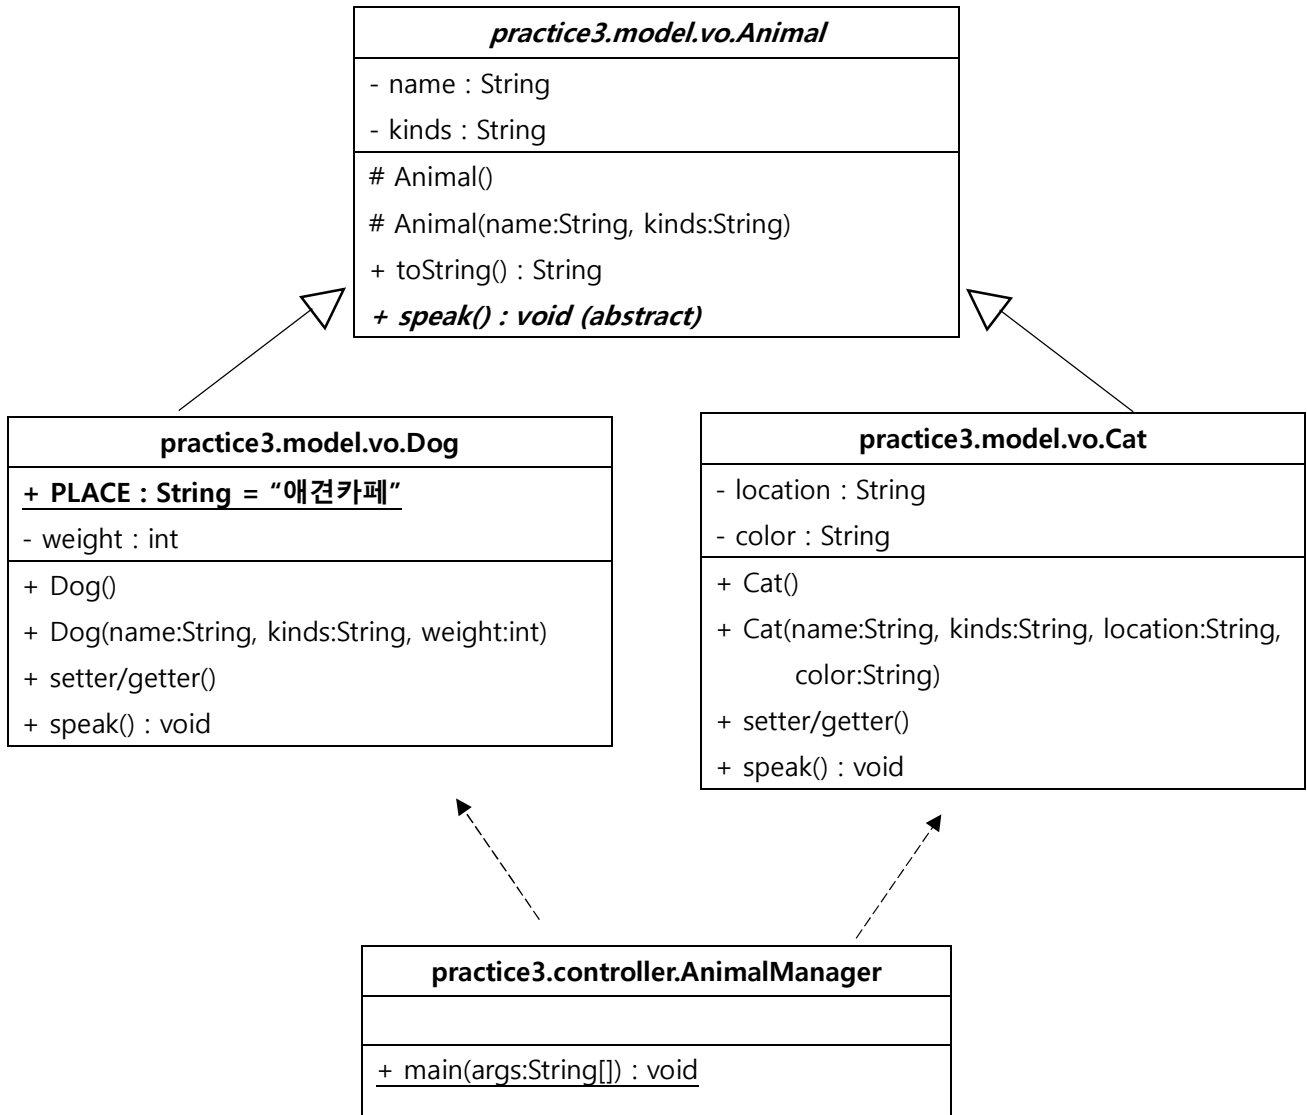 practice3.model.vo.Animal
- name : String
- kinds : String
# Animal()
# Animal(name:String, kinds:String)
+ toString() : String
+ speak() : void (abstract)
practice3.model.vo.Dog
+ PLACE : String = “애견카페”
- weight : int
+ Dog()
+ Dog(name:String, kinds:String, weight:int)
+ setter/getter()
+ speak() : void
practice3.model.vo.Cat
- location : String
- color : String
+ Cat()
+ Cat(name:String, kinds:String, location:String,
color:String)
+ setter/getter()
+ speak() : void
practice3.controller.AnimalManager
+ main(args:String[]) : void